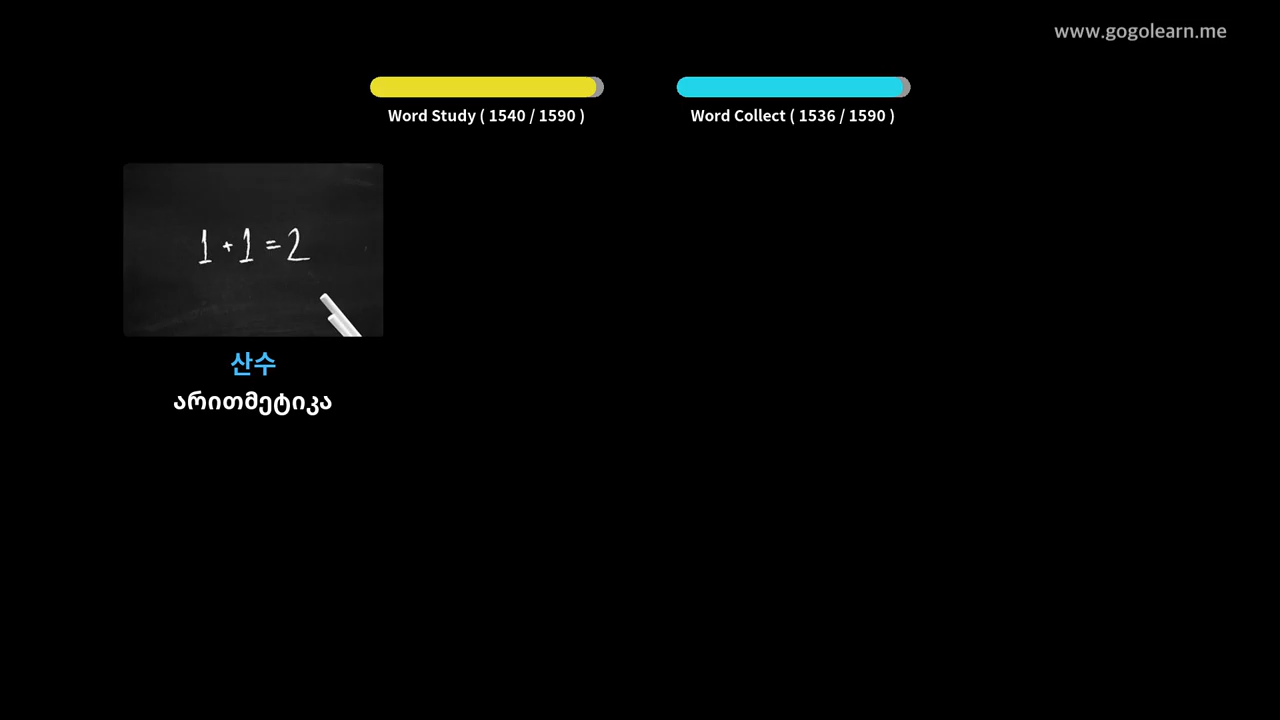 www.gogolearn.me
Word Study ( 1540 / 1590 )
Word Collect ( 1536 / 1590 )
1 + 1 = 2
산수
არითმეტიკა